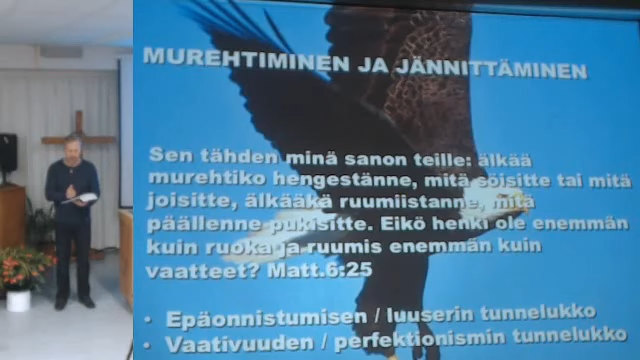 MUREHTIMINEN JA JÄNNITTÄMINEN
Sen tähden minä sanon teille: älkää
murehtiko hengestänne, mitä söisitte tai mitä
joisitte, älkääkä ruumiistanne, mitä
päällenne pukisitte. Eikö henki ole enemmän
kuin ruoka ja ruumis enemmän kuin
vaatteet? Matt.6:25
• Epäonnistumisen / luuserin tunnelukko
• Vaativuuden / perfektionismin tunnelukko